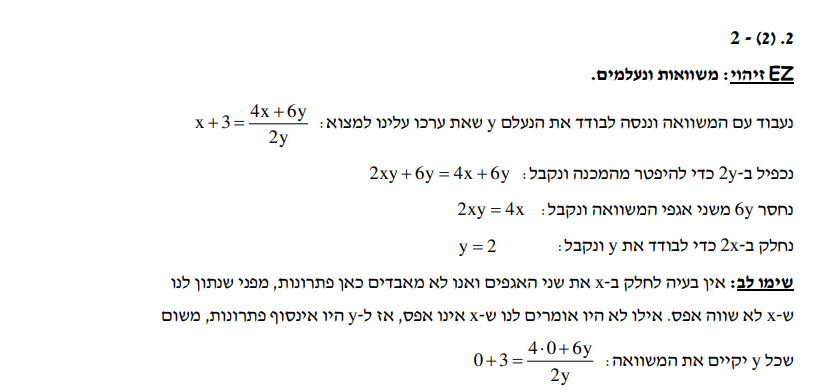 2. (2) - 2
EZ זיהוי: משוואות ונעלמים.
נעבוד עם המשוואה וננסה לבודד את הנעלם y שאת ערכו עלינו למצוא: x + 3 = (4x + 6y)/(2y)
נכפיל ב-2y כדי להיפטר מהמכנה ונקבל: 2xy + 6y = 4x + 6y
נחסר 6y משני אגפי המשוואה ונקבל: 2xy = 4x
נחלק ב-2x כדי לבודד את y ונקבל: y = 2
שימו לב: אין בעיה לחלק ב-x את שני האגפים ואנו לא מאבדים כאן פתרונות, מפני שנתון לנו
ש-x לא שווה אפס. אילו לא היו אומרים לנו ש-x אינו אפס, אז ל-y היו אינסוף פתרונות, משום
שכל y יקיים את המשוואה: 0 + 3 = (4·0 + 6y)/(2y)